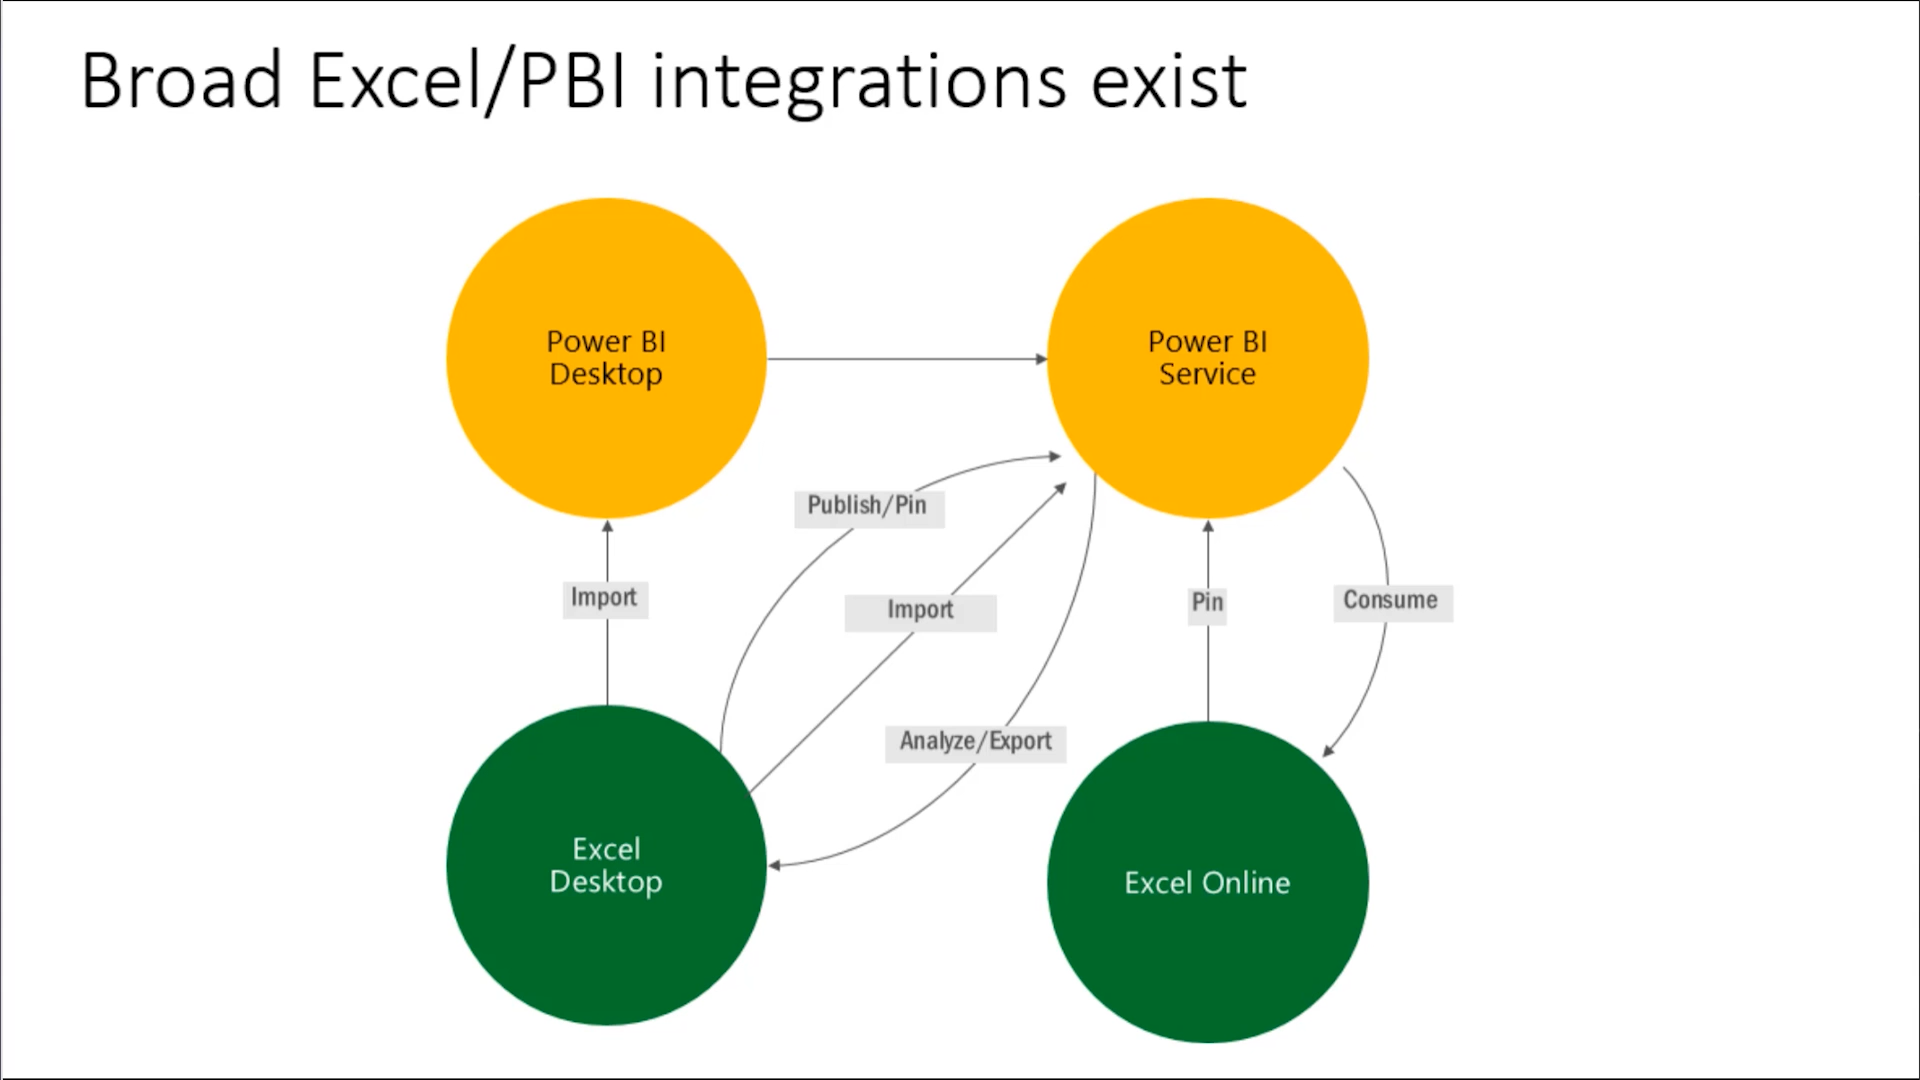 Broad Excel/PBI integrations exist
Power BI
Desktop
Power BI
Service
Publish/Pin
Import
Import
Pin
Consume
Analyze/Export
Excel
Desktop
Excel Online